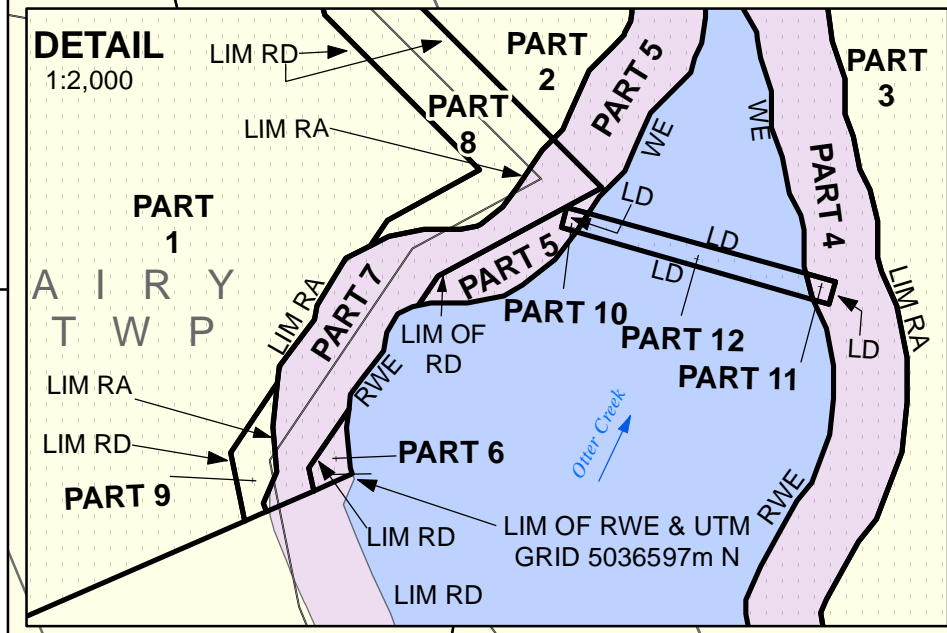 DETAIL
1:2,000
LIM RD
PART
2
PART 5
PART
3
PART
8
LIM RA
WE
WE
PART 4
PART
1
LD
LD
LD
PART 5
PART 7
LIM RA
LIM RA
A I R Y
T W P
PART 10
PART 12
LIM OF
RD
LD
PART 11
RWE
LIM RA
Otter Creek
LIM RD
PART 6
PART 9
RWE
LIM RD
LIM OF RWE & UTM
GRID 5036597m N
LIM RD